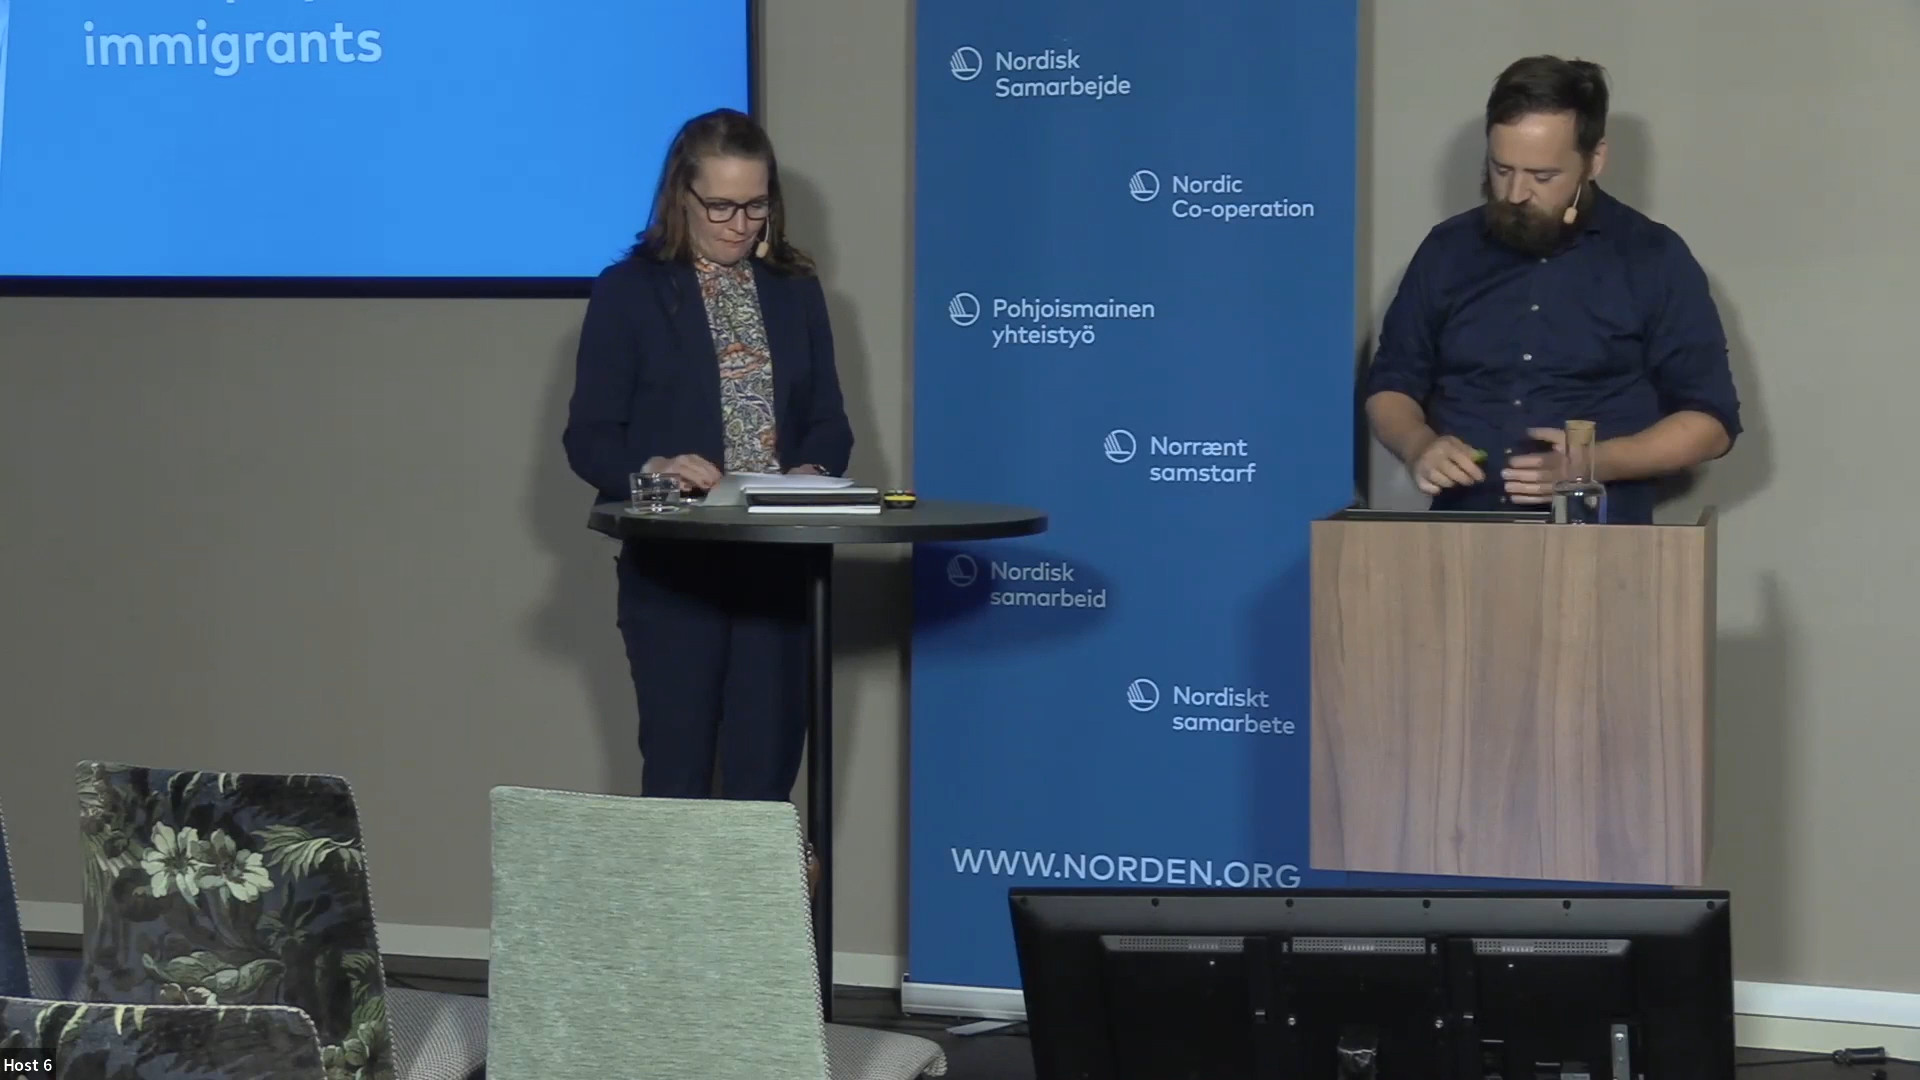 immigrants
Nordisk
Samarbejde
Nordic
Co-operation
Pohjoismainen
yhteistyö
Norrænt
samstarf
Nordisk
samarbeid
Nordiskt
samarbete
WWW.NORDEN.ORG
Host 6